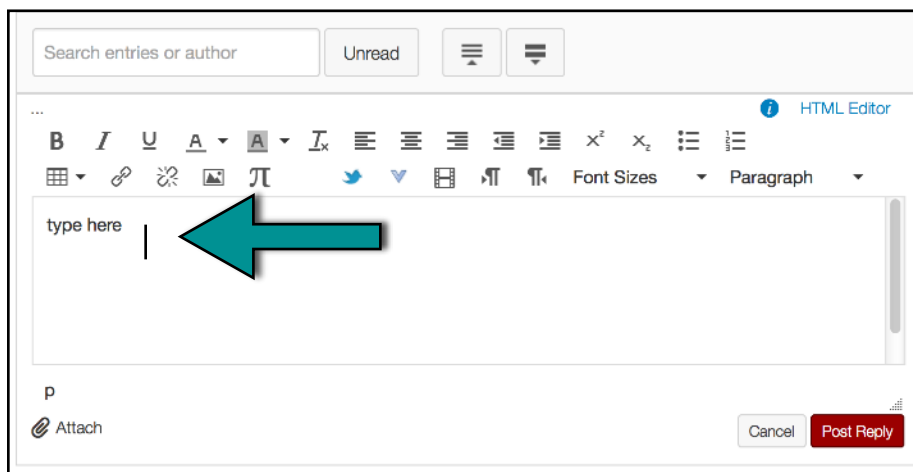 Search entries or author Unread
... HTML Editor
B I U A A Tx x² x₂
π Font Sizes Paragraph
type here
p
Attach
Cancel Post Reply